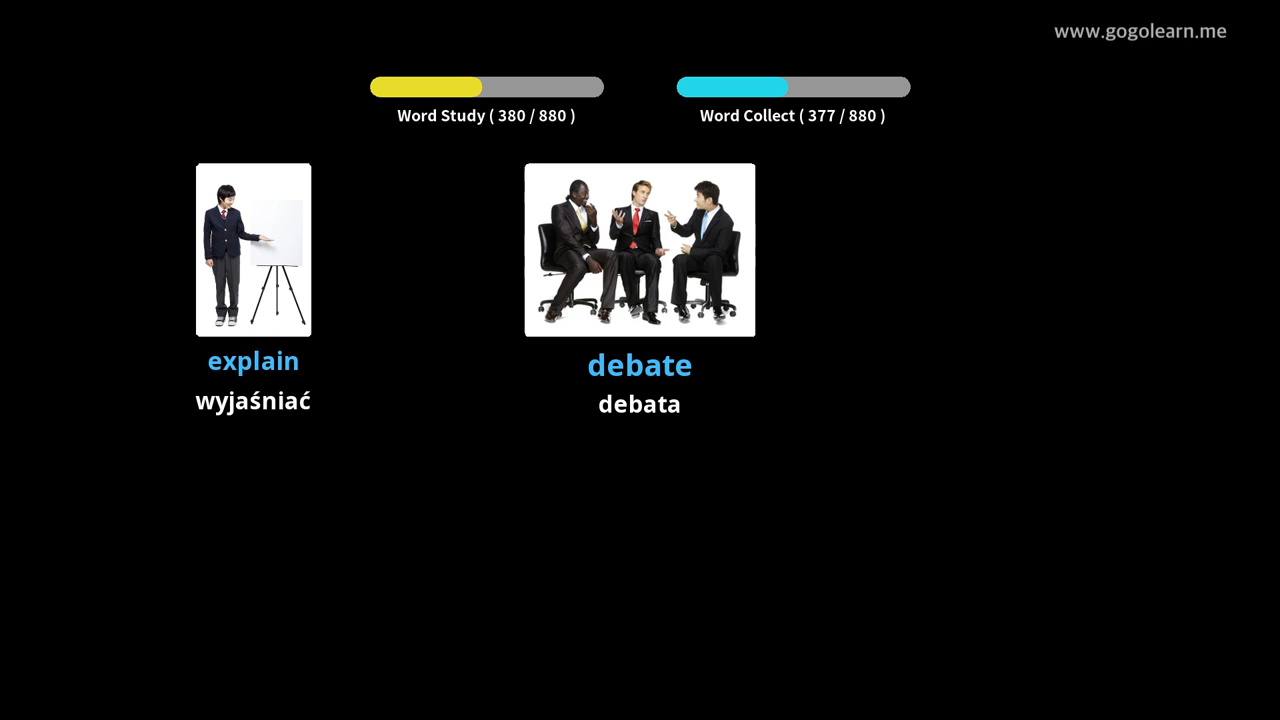 www.gogolearn.me
Word Study ( 380 / 880 )
Word Collect ( 377 / 880 )
explain
wyjaśniać
debate
debata